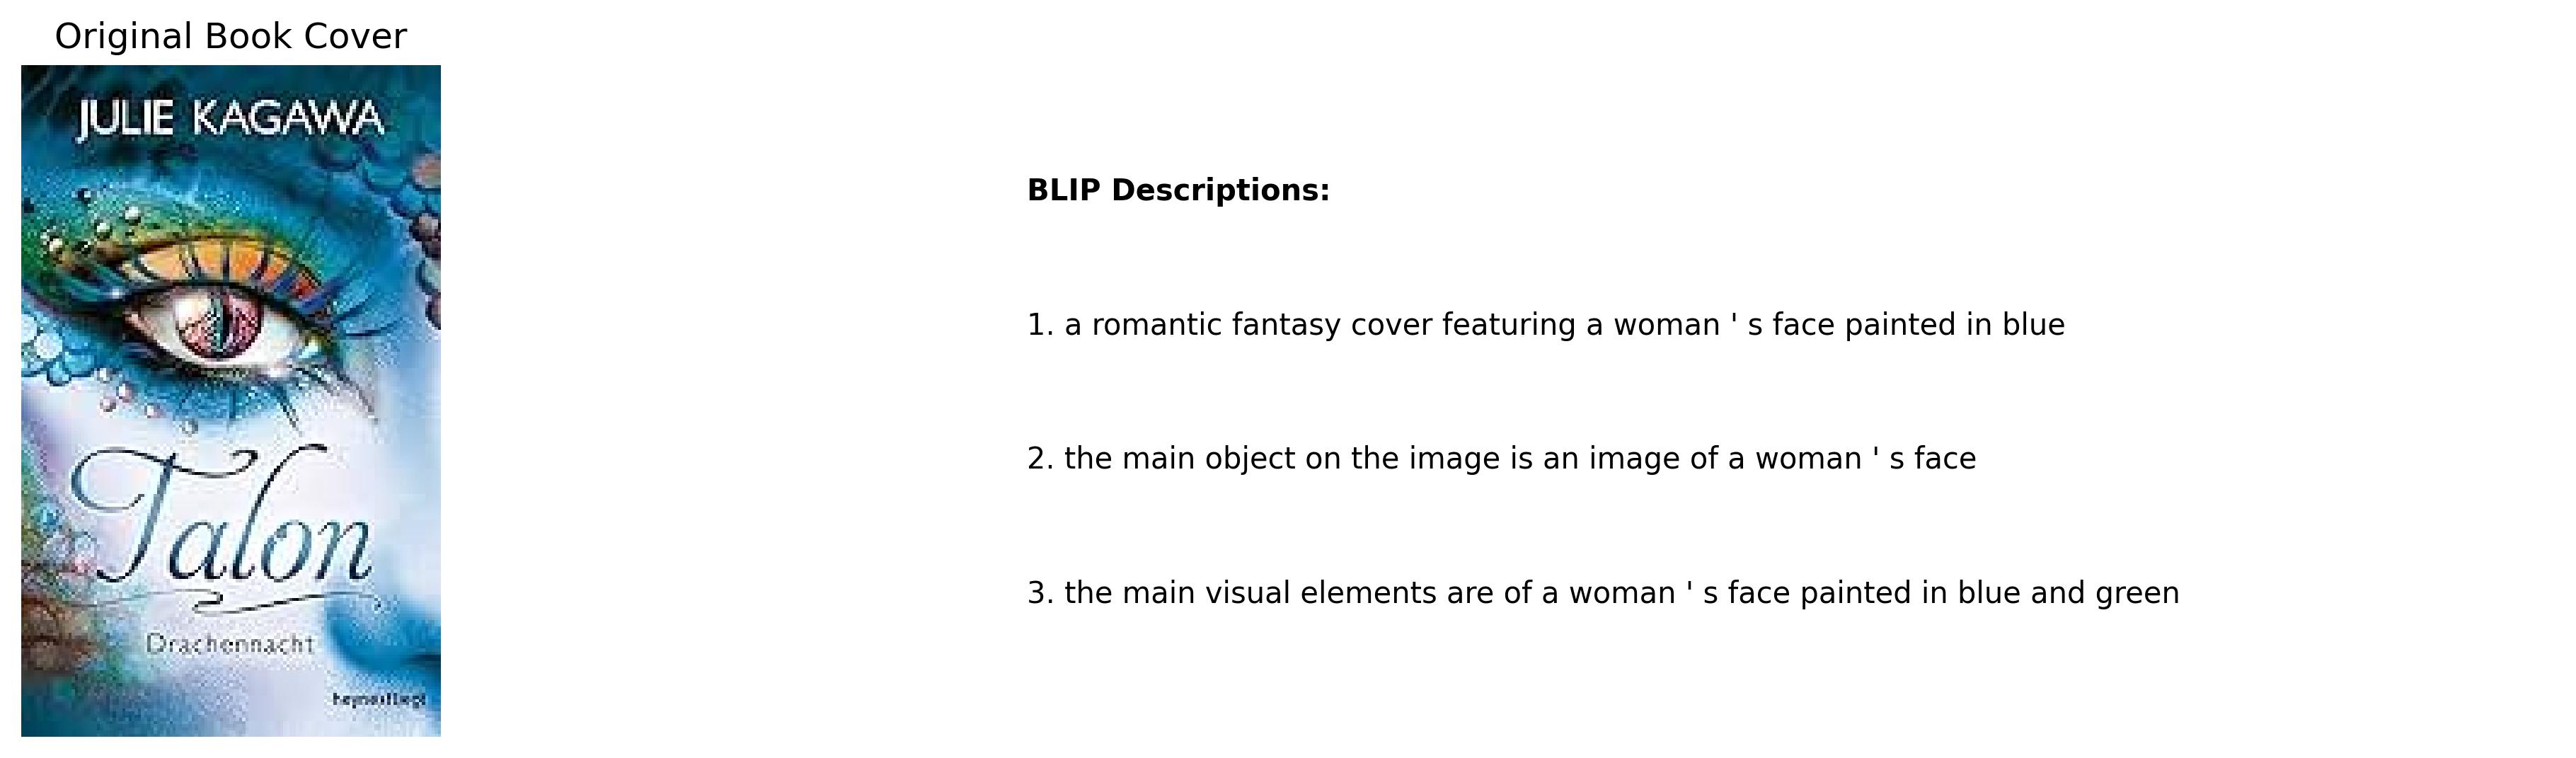 Original Book Cover
JULIE KAGAWA
Talon
Drachennacht
heyne>fliegt
BLIP Descriptions:
1. a romantic fantasy cover featuring a woman ' s face painted in blue
2. the main object on the image is an image of a woman ' s face
3. the main visual elements are of a woman ' s face painted in blue and green